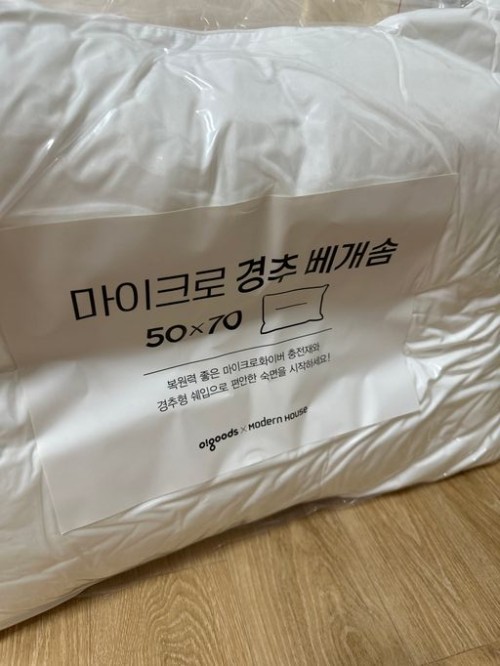 마이크로 경추 베개솜
50×70
복원력 좋은 마이크로화이버 충전재와
경추형 쉐입으로 편안한 숙면을 시작하세요!
olgoods × Modern House